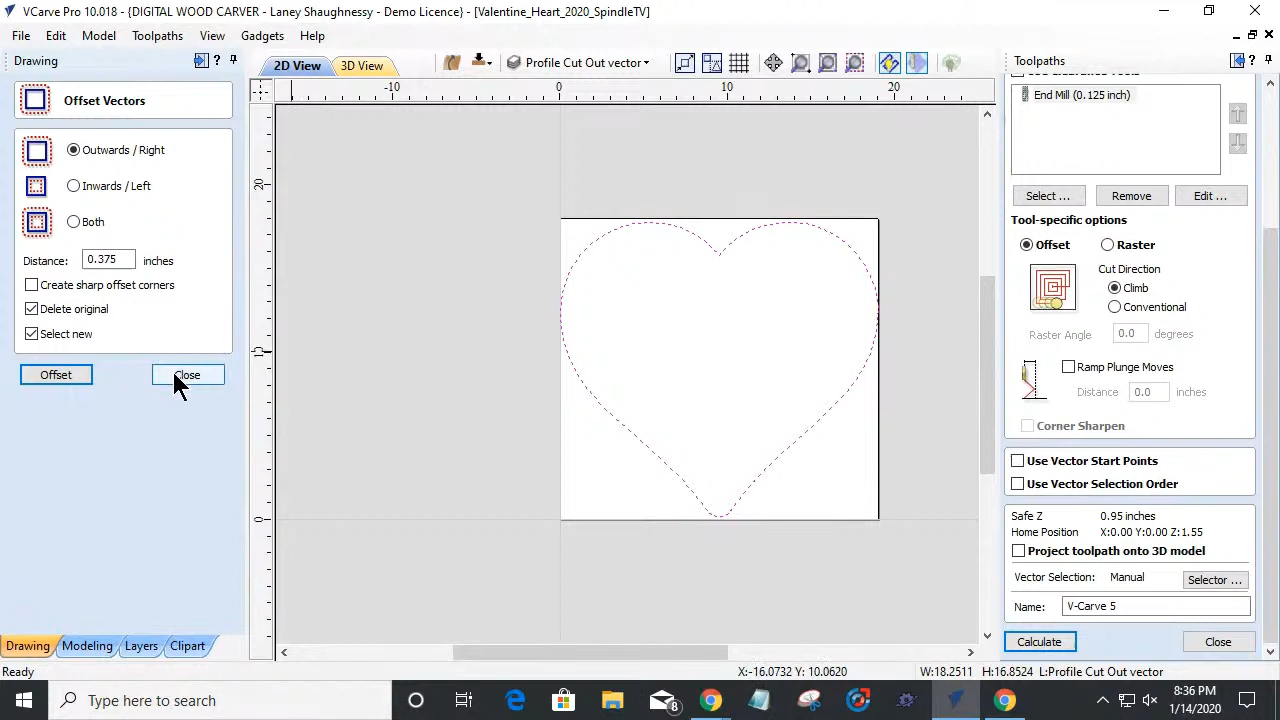 VCarve Pro 10.018 - {DIGITAL WOOD CARVER - Laney Shaughnessy - Demo Licence} - [Valentine_Heart_2020_SpindleTV]
File Edit Model Toolpaths View Gadgets Help
Drawing
Offset Vectors
Outwards / Right
Inwards / Left
Both
Distance: 0.375 inches
Create sharp offset corners
Delete original
Select new
Offset Close
Drawing Modeling Layers Clipart
2D View 3D View Profile Cut Out vector
-10 0 10 20
20
10
0
Toolpaths
End Mill (0.125 inch)
Select ... Remove Edit ...
Tool-specific options
Offset Raster
Cut Direction
Climb
Conventional
Raster Angle 0.0 degrees
Ramp Plunge Moves
Distance 0.0 inches
Corner Sharpen
Use Vector Start Points
Use Vector Selection Order
Safe Z 0.95 inches
Home Position X:0.00 Y:0.00 Z:1.55
Project toolpath onto 3D model
Vector Selection: Manual Selector ...
Name: V-Carve 5
Calculate Close
Ready X:-16.0732 Y: 10.0620 W:18.2511 H:16.8524 L:Profile Cut Out vector
Type here to search
8
8:36 PM
1/14/2020